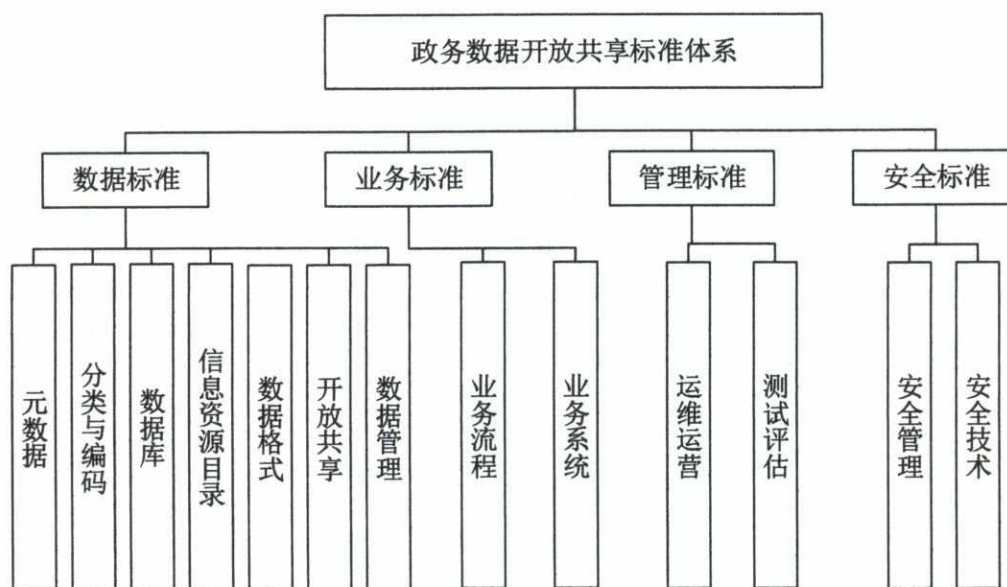 政务数据开放共享标准体系
数据标准
业务标准
管理标准
安全标准
元数据
分类与编码
数据库
信息资源目录
数据格式
开放共享
数据管理
业务流程
业务系统
运维运营
测试评估
安全管理
安全技术